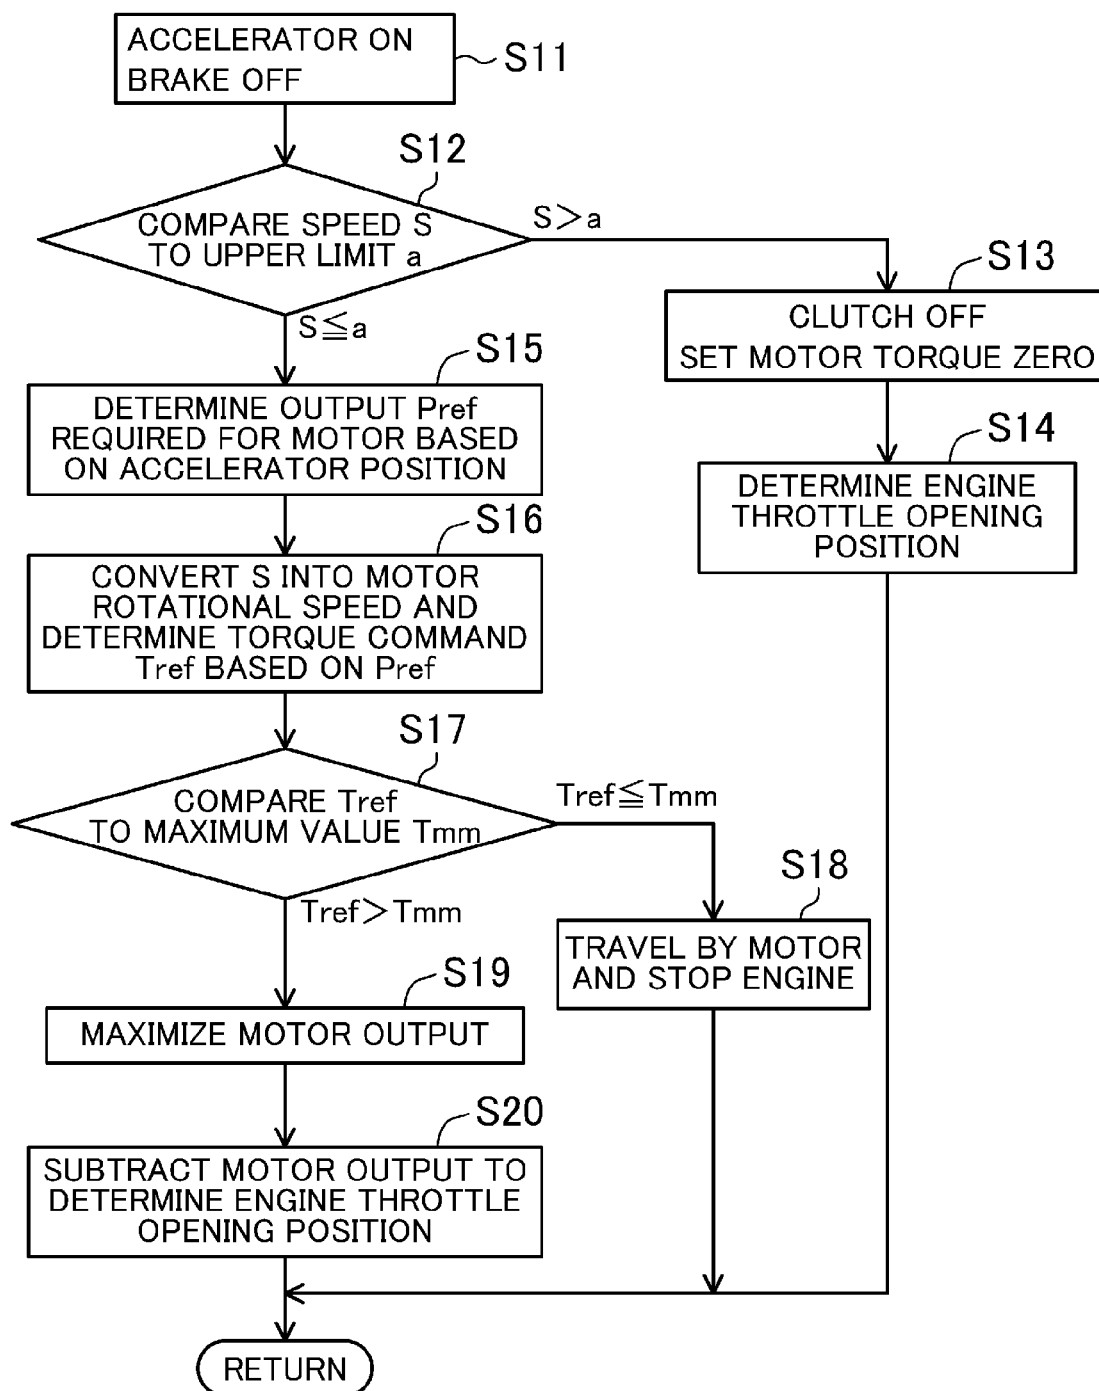 ACCELERATOR ON
BRAKE OFF
S11
S12
COMPARE SPEED S
TO UPPER LIMIT a
S>a
S≦a
S13
CLUTCH OFF
SET MOTOR TORQUE ZERO
S14
DETERMINE ENGINE
THROTTLE OPENING
POSITION
S15
DETERMINE OUTPUT Pref
REQUIRED FOR MOTOR BASED
ON ACCELERATOR POSITION
S16
CONVERT S INTO MOTOR
ROTATIONAL SPEED AND
DETERMINE TORQUE COMMAND
Tref BASED ON Pref
S17
COMPARE Tref
TO MAXIMUM VALUE Tmm
Tref≦Tmm
Tref>Tmm
S18
TRAVEL BY MOTOR
AND STOP ENGINE
S19
MAXIMIZE MOTOR OUTPUT
S20
SUBTRACT MOTOR OUTPUT TO
DETERMINE ENGINE THROTTLE
OPENING POSITION
RETURN